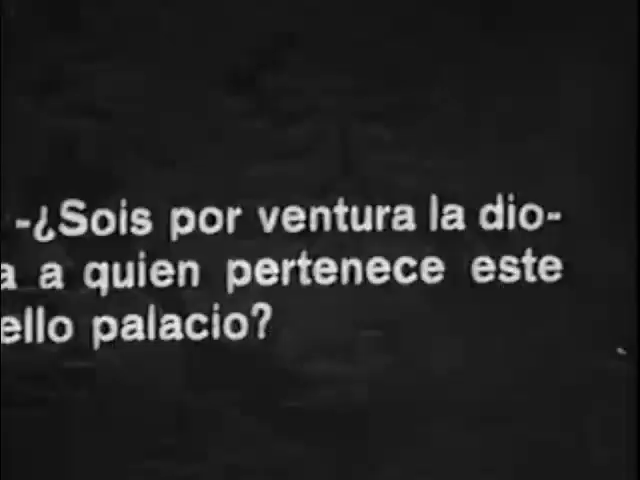 -¿Sois por ventura la dio-
a a quien pertenece este
ello palacio?